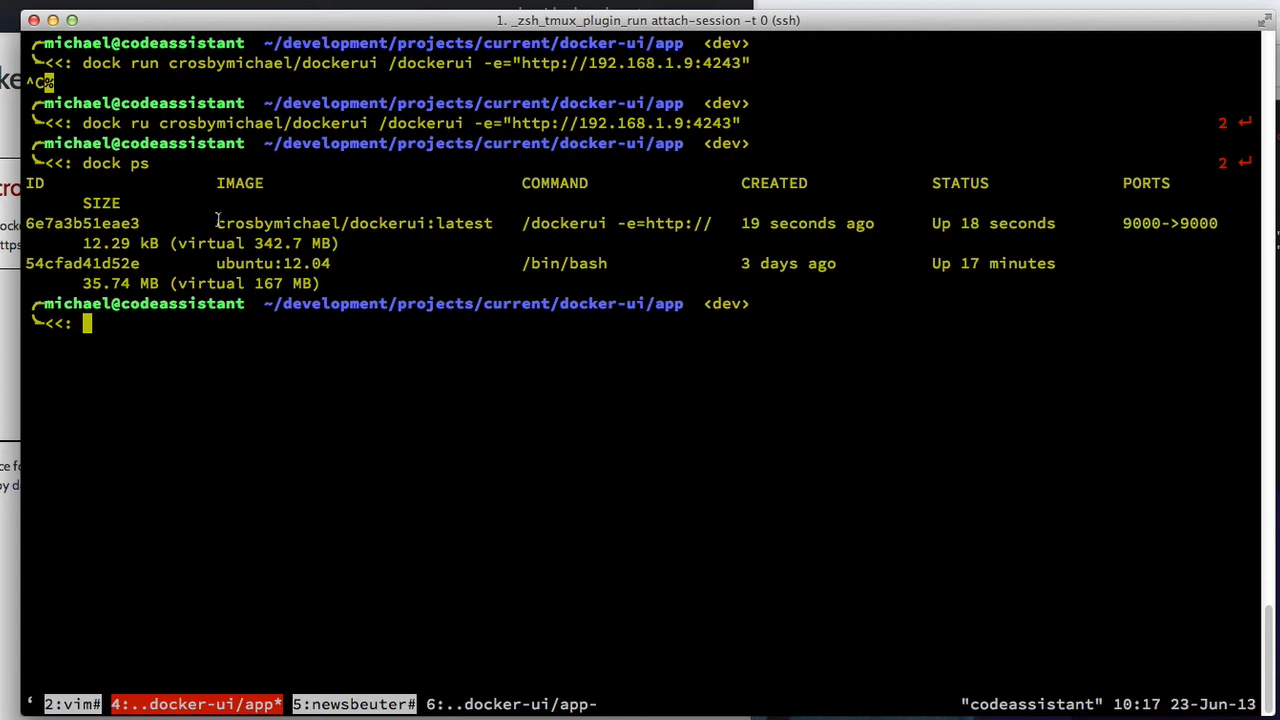 1. _zsh_tmux_plugin_run attach-session -t 0 (ssh)
michael@codeassistant ~/development/projects/current/docker-ui/app <dev>
<<: dock run crosbymichael/dockerui /dockerui -e="http://192.168.1.9:4243"
^C%
michael@codeassistant ~/development/projects/current/docker-ui/app <dev>
<<: dock ru crosbymichael/dockerui /dockerui -e="http://192.168.1.9:4243" 2 ↵
michael@codeassistant ~/development/projects/current/docker-ui/app <dev>
<<: dock ps 2 ↵
ID IMAGE COMMAND CREATED STATUS PORTS
SIZE
6e7a3b51eae3 crosbymichael/dockerui:latest /dockerui -e=http:// 19 seconds ago Up 18 seconds 9000->9000
12.29 kB (virtual 342.7 MB)
54cfad41d52e ubuntu:12.04 /bin/bash 3 days ago Up 17 minutes
35.74 MB (virtual 167 MB)
michael@codeassistant ~/development/projects/current/docker-ui/app <dev>
<<:
2:vim# 4:..docker-ui/app* 5:newsbeuter# 6:..docker-ui/app- "codeassistant" 10:17 23-Jun-13